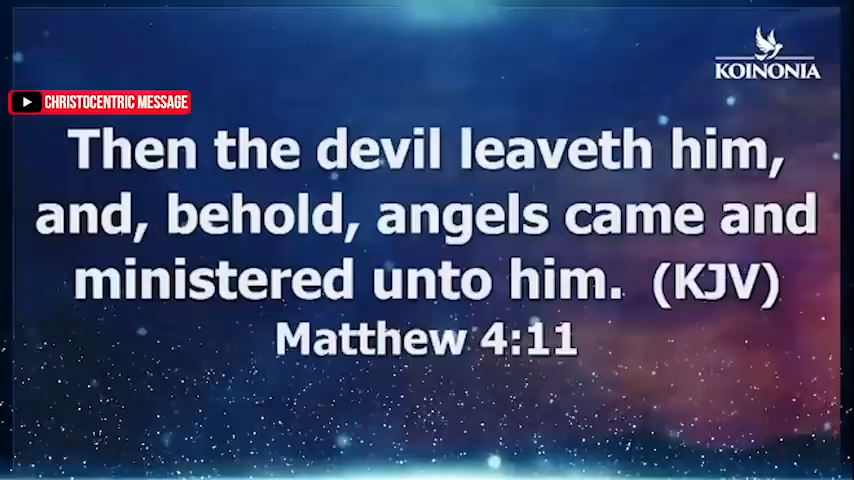 KOINONIA
CHRISTOCENTRIC MESSAGE
Then the devil leaveth him,
and, behold, angels came and
ministered unto him. (KJV)
Matthew 4:11